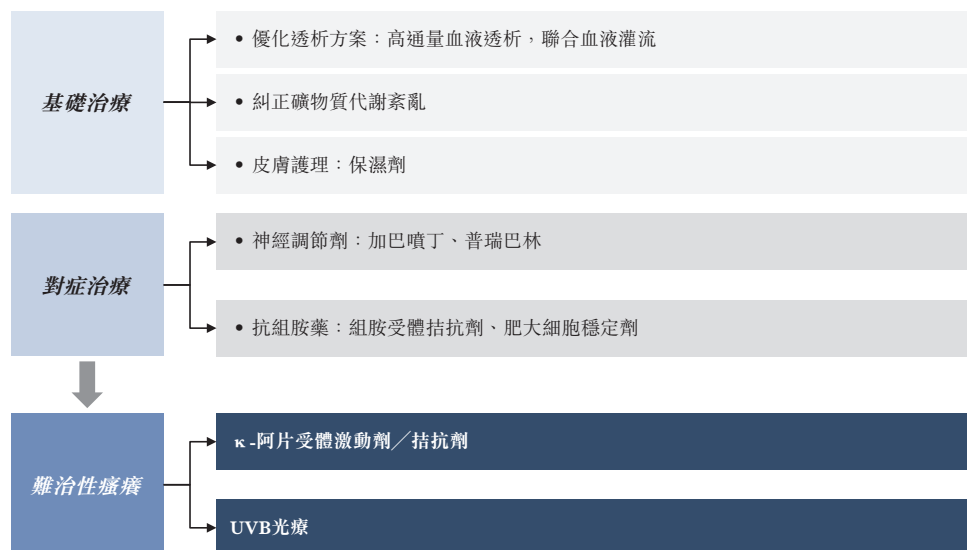 基礎治療
• 優化透析方案：高通量血液透析，聯合血液灌流
• 糾正礦物質代謝紊亂
• 皮膚護理：保濕劑
對症治療
• 神經調節劑：加巴噴丁、普瑞巴林
• 抗組胺藥：組胺受體拮抗劑、肥大細胞穩定劑
難治性瘙癢
κ-阿片受體激動劑／拮抗劑
UVB光療